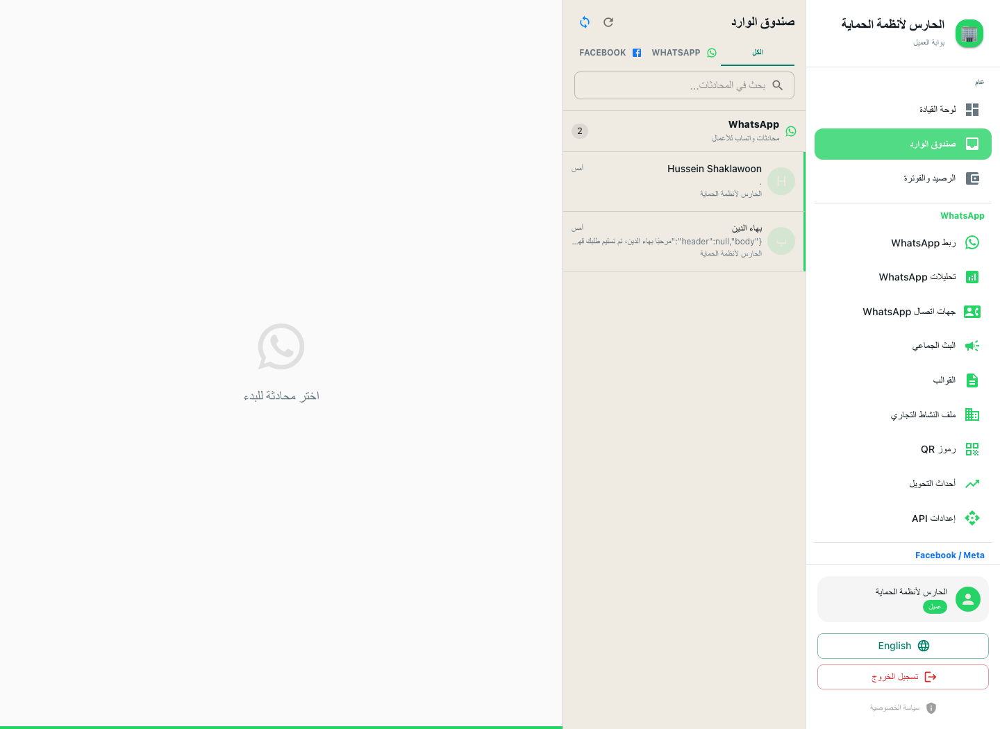 الحارس لأنظمة الحماية
بوابة العميل
عام
لوحة القيادة
صندوق الوارد
الرصيد والفوترة
WhatsApp
ربط WhatsApp
تحليلات WhatsApp
جهات اتصال WhatsApp
البث الجماعي
القوالب
ملف النشاط التجاري
رموز QR
أحداث التحويل
إعدادات API
Facebook / Meta
الحارس لأنظمة الحماية
عميل
English
تسجيل الخروج
سياسة الخصوصية
صندوق الوارد
الكل
WHATSAPP
FACEBOOK
بحث في المحادثات...
WhatsApp
محادثات واتساب للأعمال
2
H
Hussein Shaklawoon
أمس
.
الحارس لأنظمة الحماية
ب
بهاء الدين
أمس
{"header":null,"body":"مرحبًا بهاء الدين، تم تسليم طلبك قه...
الحارس لأنظمة الحماية
اختر محادثة للبدء